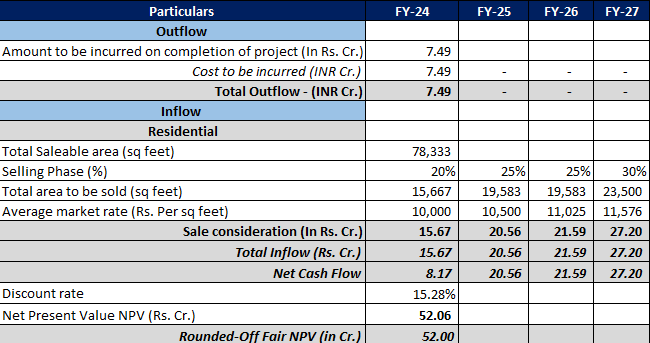 Particulars FY-24 FY-25 FY-26 FY-27
Outflow
Amount to be incurred on completion of project (In Rs. Cr.) 7.49
Cost to be incurred (INR Cr.) 7.49 - - -
Total Outflow - (INR Cr.) 7.49 - - -
Inflow
Residential
Total Saleable area (sq feet) 78,333
Selling Phase (%) 20% 25% 25% 30%
Total area to be sold (sq feet) 15,667 19,583 19,583 23,500
Average market rate (Rs. Per sq feet) 10,000 10,500 11,025 11,576
Sale consideration (In Rs. Cr.) 15.67 20.56 21.59 27.20
Total Inflow (Rs. Cr.) 15.67 20.56 21.59 27.20
Net Cash Flow 8.17 20.56 21.59 27.20
Discount rate 15.28%
Net Present Value NPV (Rs. Cr.) 52.06
Rounded-Off Fair NPV (in Cr.) 52.00